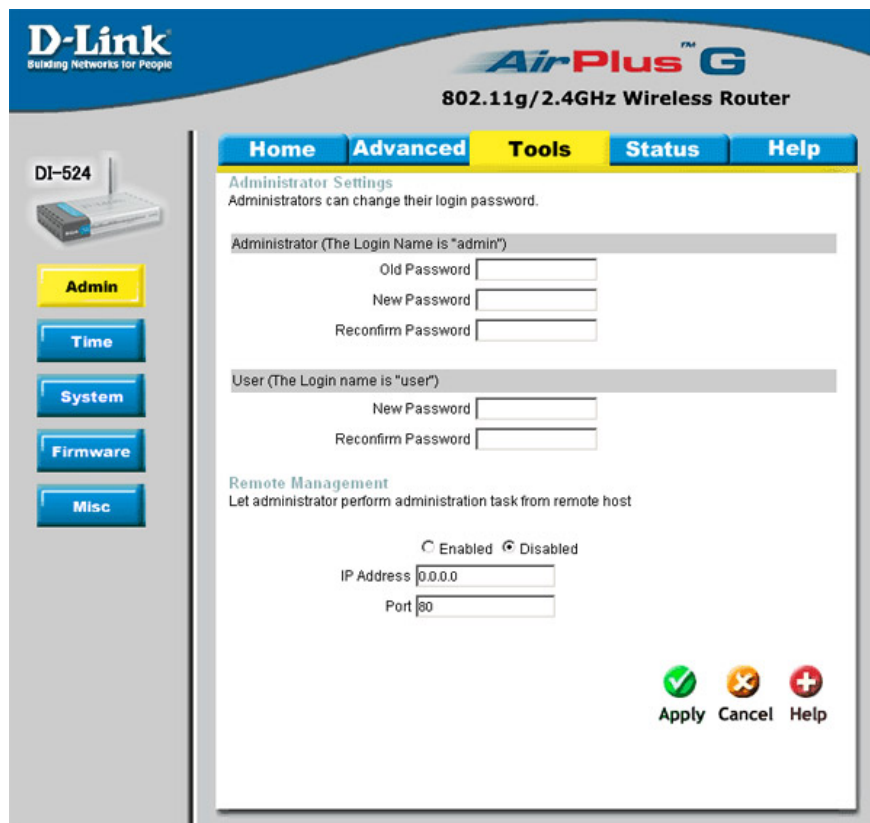 D-Link
Building Networks for People
AirPlus G™
802.11g/2.4GHz Wireless Router
DI-524
Home Advanced Tools Status Help
Admin
Time
System
Firmware
Misc
Administrator Settings
Administrators can change their login password.
Administrator (The Login Name is "admin")
Old Password
New Password
Reconfirm Password
User (The Login name is "user")
New Password
Reconfirm Password
Remote Management
Let administrator perform administration task from remote host
Enabled Disabled
IP Address 0.0.0.0
Port 80
Apply Cancel Help